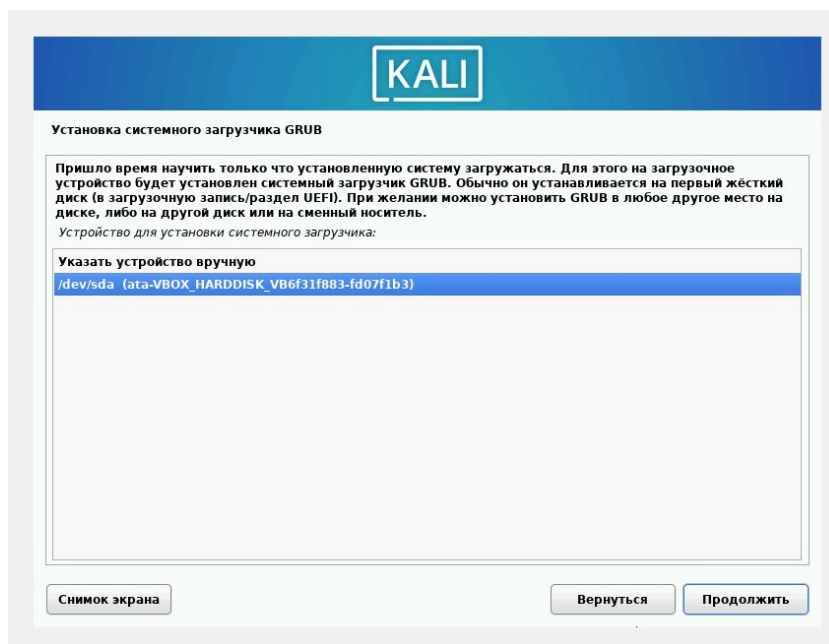 KALI
Установка системного загрузчика GRUB
Пришло время научить только что установленную систему загружаться. Для этого на загрузочное
устройство будет установлен системный загрузчик GRUB. Обычно он устанавливается на первый жёсткий
диск (в загрузочную запись/раздел UEFI). При желании можно установить GRUB в любое другое место на
диске, либо на другой диск или на сменный носитель.
Устройство для установки системного загрузчика:
Указать устройство вручную
/dev/sda (ata-VBOX_HARDDISK_VB6f31f883-fd07f1b3)
Снимок экрана
Вернуться
Продолжить